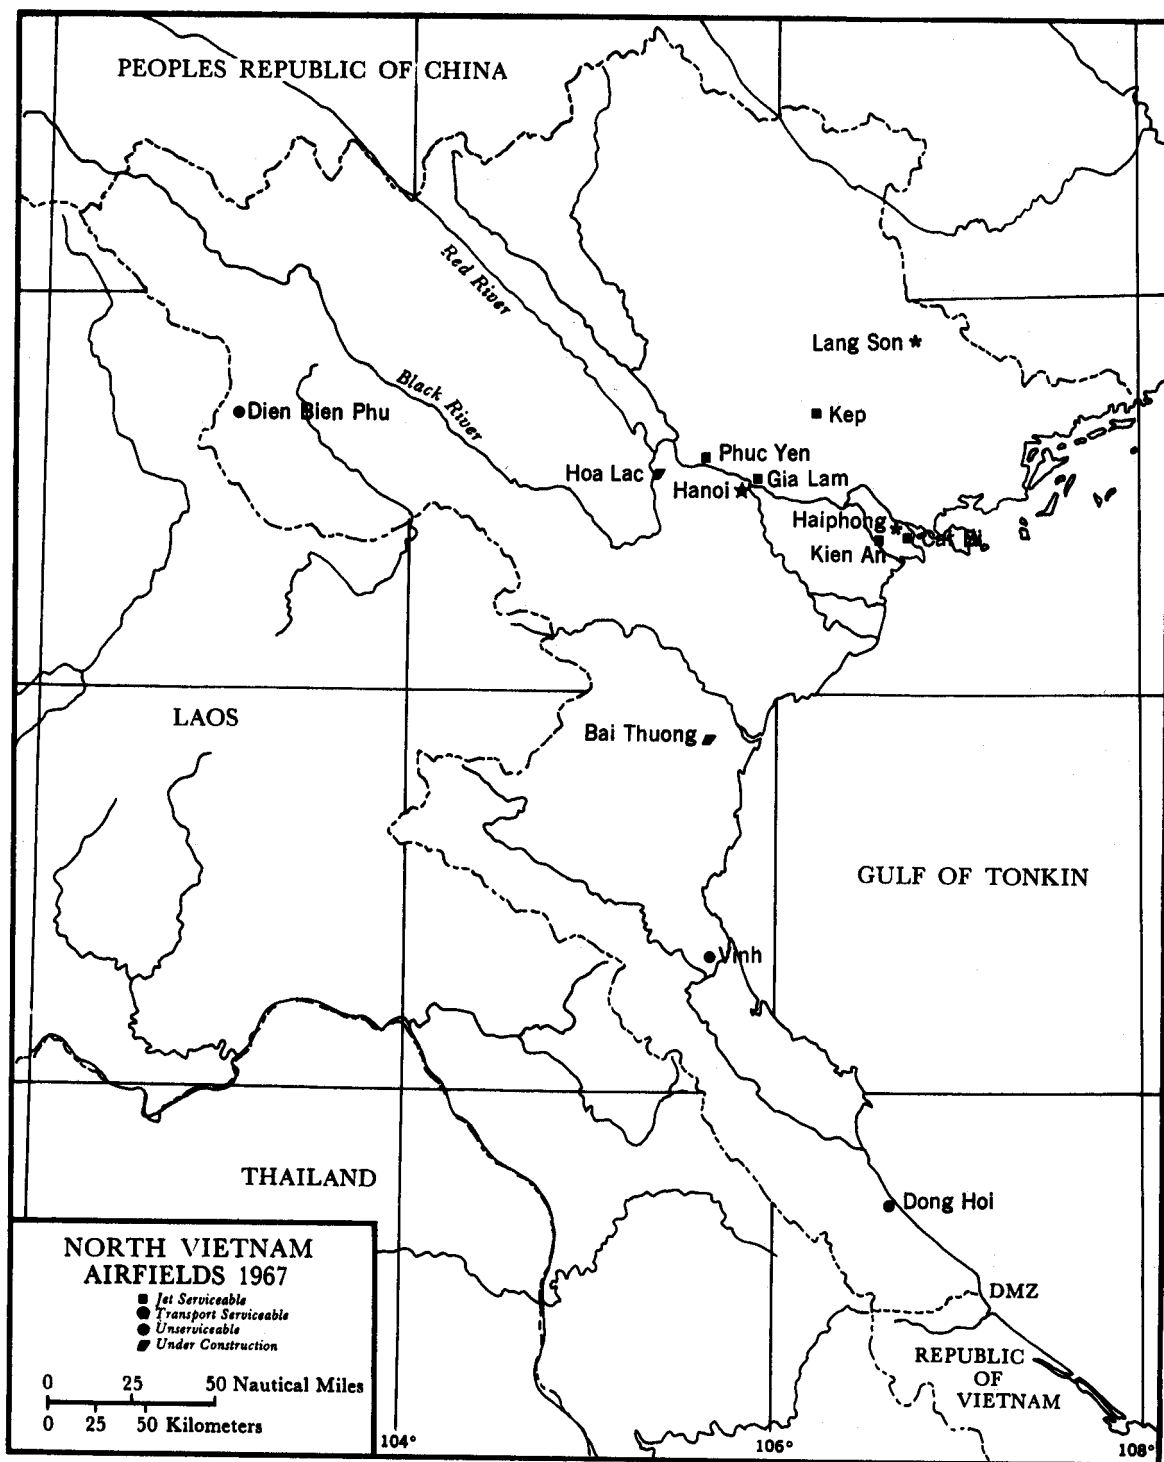 PEOPLES REPUBLIC OF CHINA
Red River
Lang Son
Black River
Dien Bien Phu
Kep
Phuc Yen
Hoa Lac
Gia Lam
Hanoi
Haiphong
Cat Bi
Kien An
LAOS
Bai Thuong
GULF OF TONKIN
Vinh
THAILAND
Dong Hoi
NORTH VIETNAM
AIRFIELDS 1967
Jet Serviceable
Transport Serviceable
Unserviceable
Under Construction
0 25 50 Nautical Miles
0 25 50 Kilometers
DMZ
REPUBLIC
OF
VIETNAM
104°
106°
108°